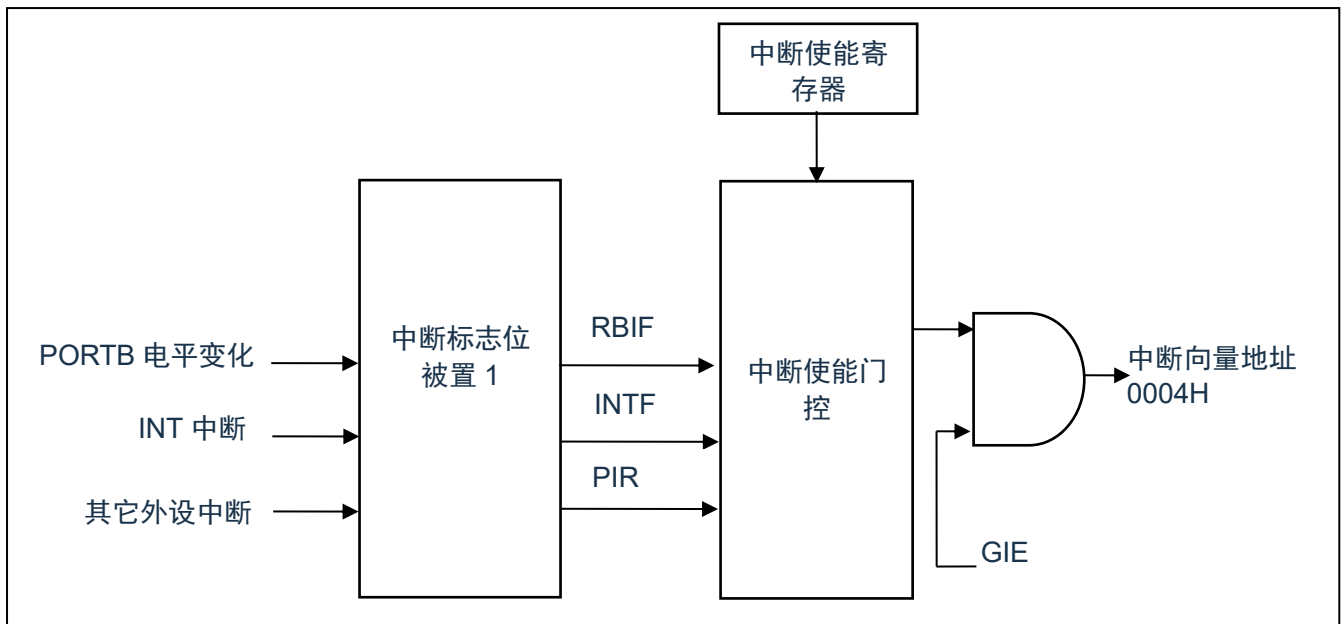 中断使能寄
存器
中断标志位
被置 1
RBIF
PORTB 电平变化
中断使能门
控
中断向量地址
0004H
INTF
INT 中断
PIR
其它外设中断
GIE